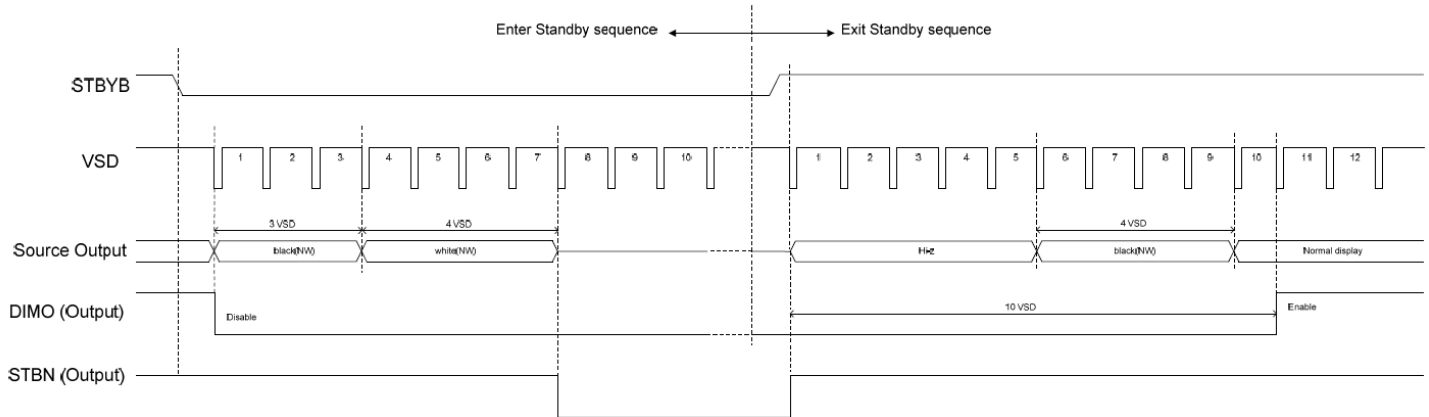 Enter Standby sequence Exit Standby sequence
STBYB
VSD 1 2 3 4 5 6 7 8 9 10 1 2 3 4 5 6 7 8 9 10 11 12
3 VSD 4 VSD 4 VSD
Source Output black(NW) white(NW) Hi-z black(NW) Normal display
DIMO (Output) Disable 10 VSD Enable
STBN (Output)